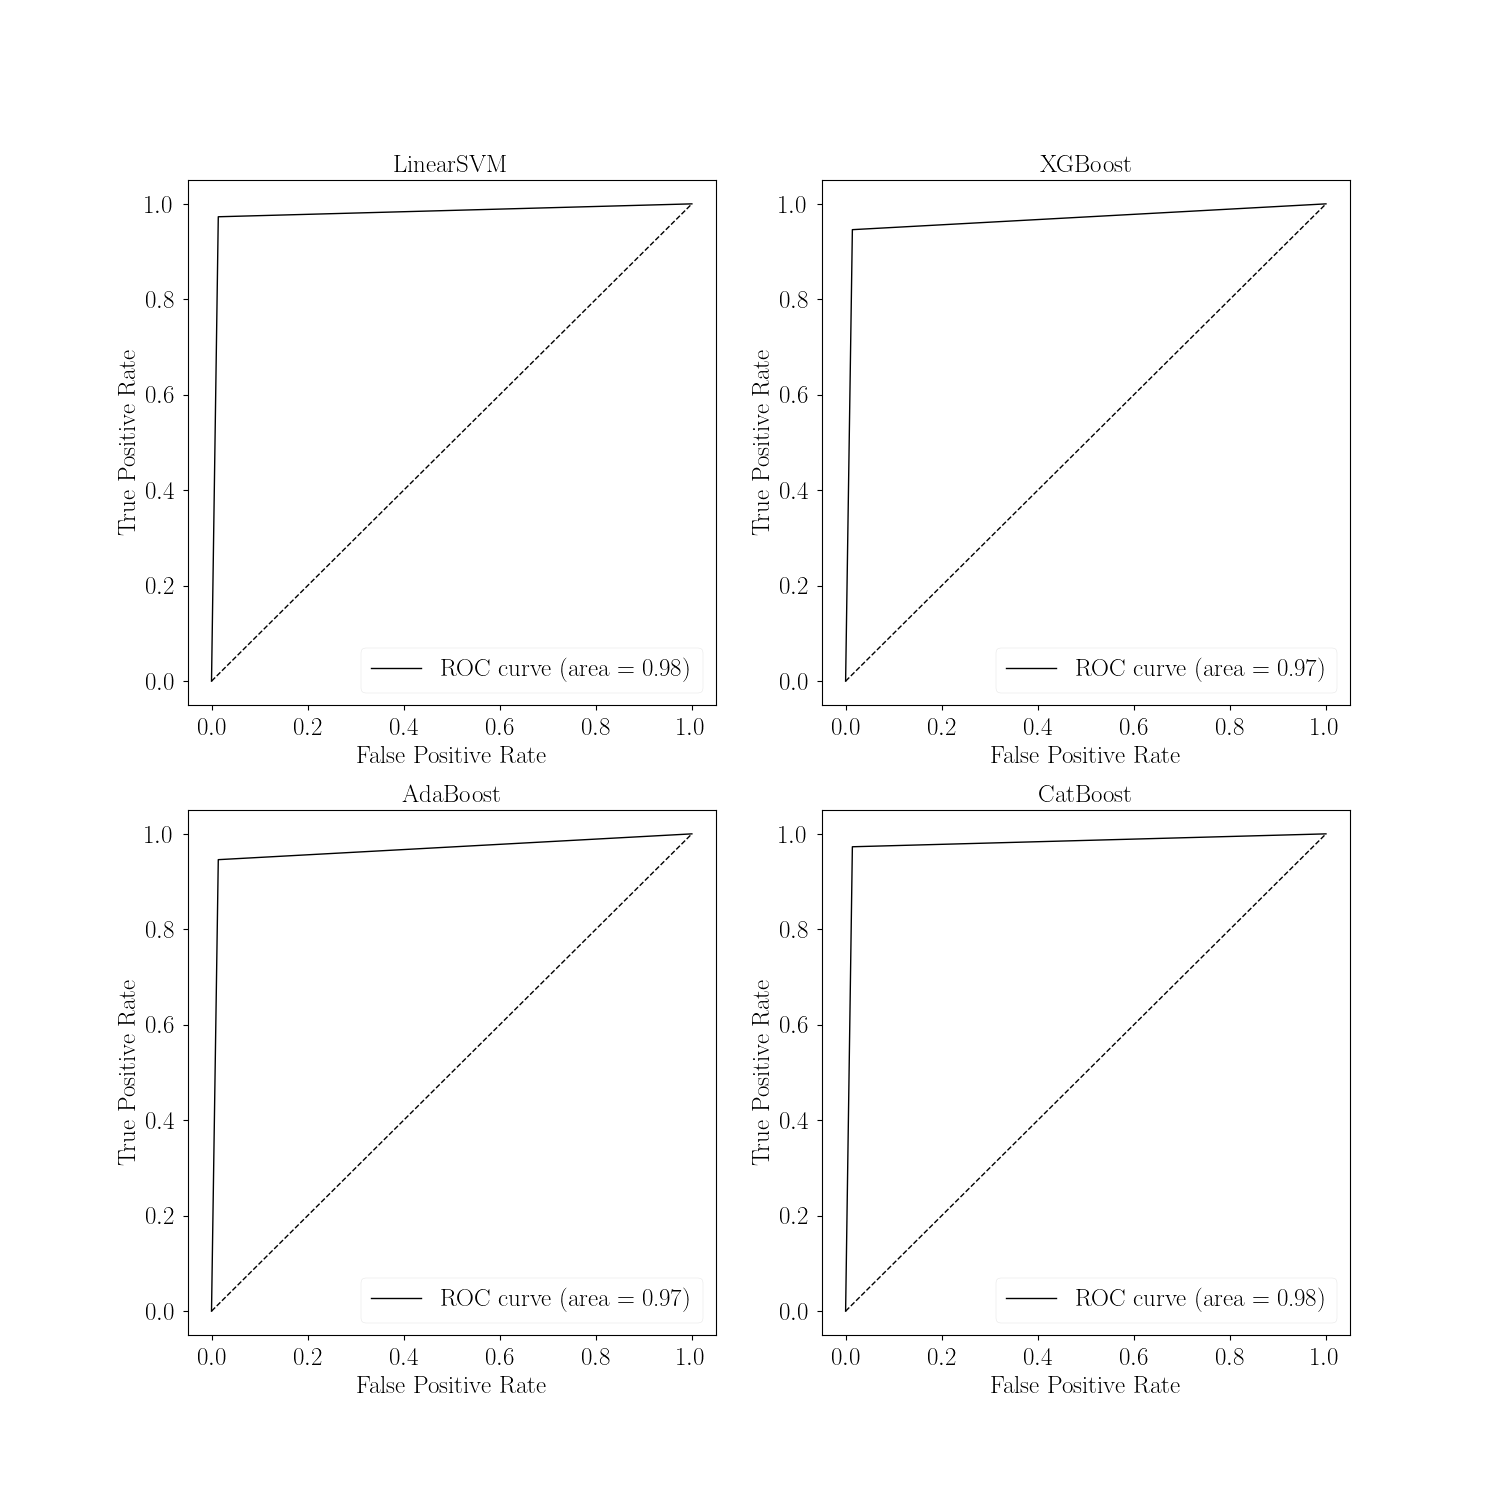 LinearSVM
1.0
0.8
0.6
0.4
0.2
0.0
True Positive Rate
ROC curve (area = 0.98)
0.0 0.2 0.4 0.6 0.8 1.0
False Positive Rate
XGBoost
1.0
0.8
0.6
0.4
0.2
0.0
True Positive Rate
ROC curve (area = 0.97)
0.0 0.2 0.4 0.6 0.8 1.0
False Positive Rate
AdaBoost
1.0
0.8
0.6
0.4
0.2
0.0
True Positive Rate
ROC curve (area = 0.97)
0.0 0.2 0.4 0.6 0.8 1.0
False Positive Rate
CatBoost
1.0
0.8
0.6
0.4
0.2
0.0
True Positive Rate
ROC curve (area = 0.98)
0.0 0.2 0.4 0.6 0.8 1.0
False Positive Rate